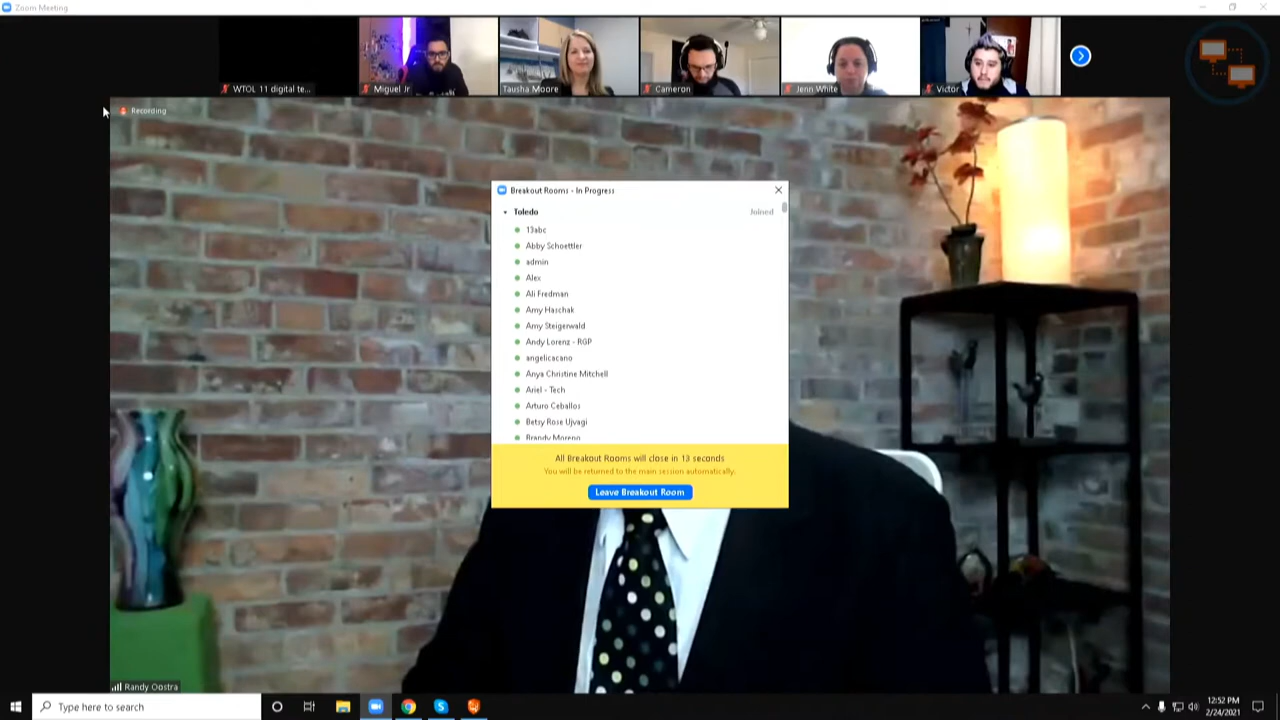 Zoom Meeting
WTOL 11 digital te...
Miguel Jr
Tausha Moore
Cameron
Jenn White
Victor
Recording
Breakout Rooms - In Progress
Toledo
Joined
13abc
Abby Schoettler
admin
Alex
Ali Fredman
Amy Haschak
Amy Steigerwald
Andy Lorenz - RGP
angelicacano
Anya Christine Mitchell
Ariel - Tech
Arturo Ceballos
Betsy Rose Ujvagi
Brandy Moreno
All Breakout Rooms will close in 13 seconds
You will be returned to the main session automatically.
Leave Breakout Room
Randy Oostra
Type here to search
12:52 PM
2/24/2021